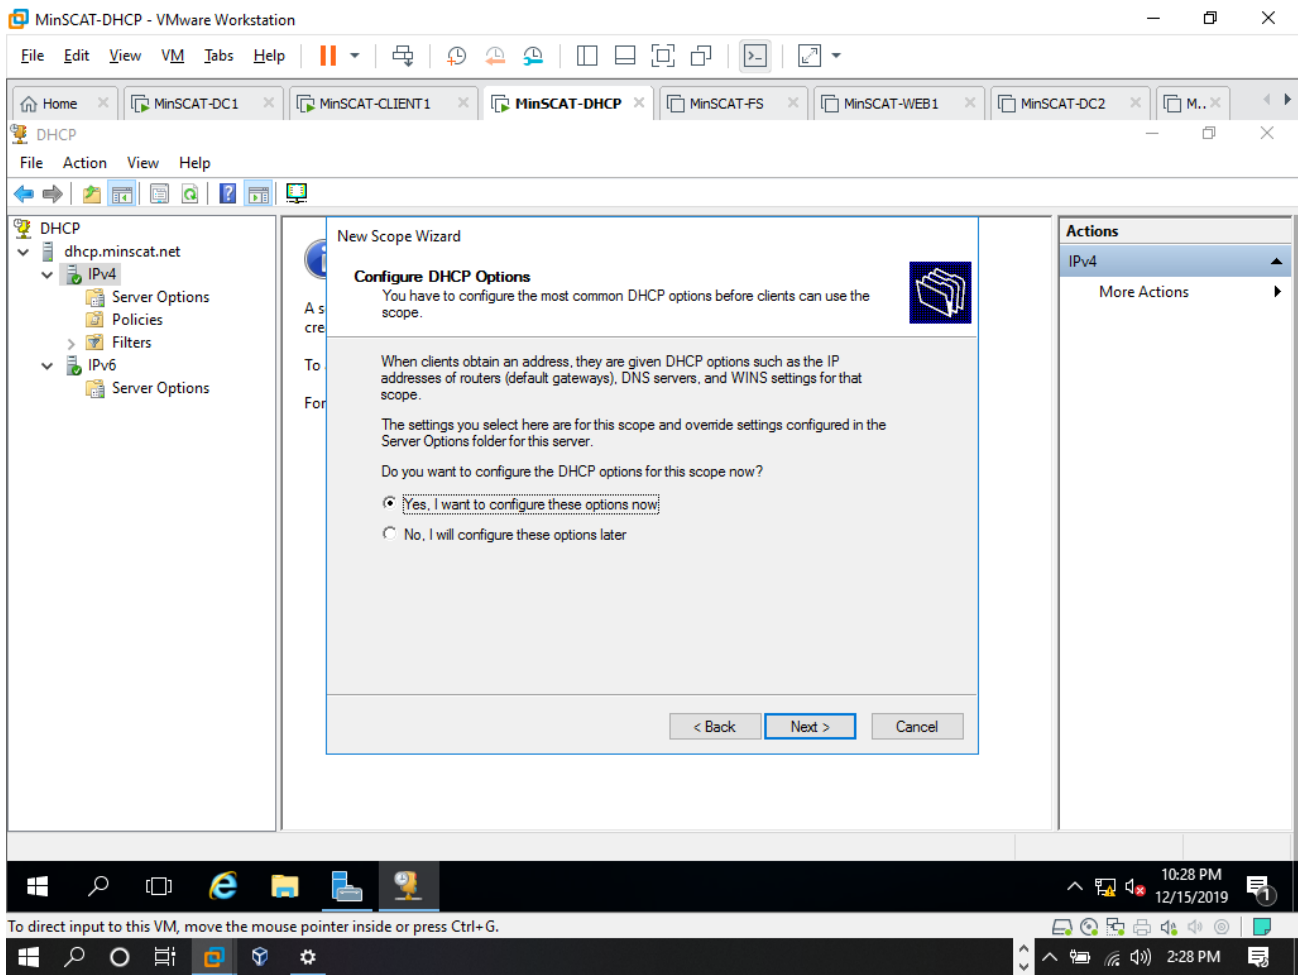 MinSCAT-DHCP - VMware Workstation
File Edit View VM Tabs Help
Home MinSCAT-DC1 MinSCAT-CLIENT1 MinSCAT-DHCP MinSCAT-FS MinSCAT-WEB1 MinSCAT-DC2 M..
DHCP
File Action View Help
DHCP
dhcp.minscat.net
IPv4
Server Options
Policies
Filters
IPv6
Server Options
A s
cre
To
For
New Scope Wizard
Configure DHCP Options
You have to configure the most common DHCP options before clients can use the
scope.
When clients obtain an address, they are given DHCP options such as the IP
addresses of routers (default gateways), DNS servers, and WINS settings for that
scope.
The settings you select here are for this scope and override settings configured in the
Server Options folder for this server.
Do you want to configure the DHCP options for this scope now?
Yes, I want to configure these options now
No, I will configure these options later
< Back Next > Cancel
Actions
IPv4
More Actions
10:28 PM
12/15/2019
1
To direct input to this VM, move the mouse pointer inside or press Ctrl+G.
2:28 PM